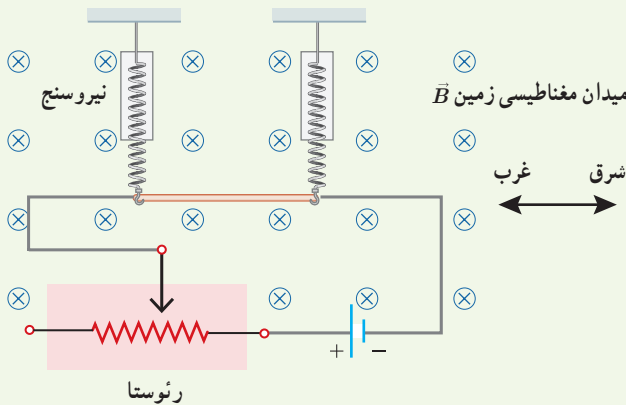 نیروسنج
میدان مغناطیسی زمین B⃗
شرق
غرب
+ −
رئوستا